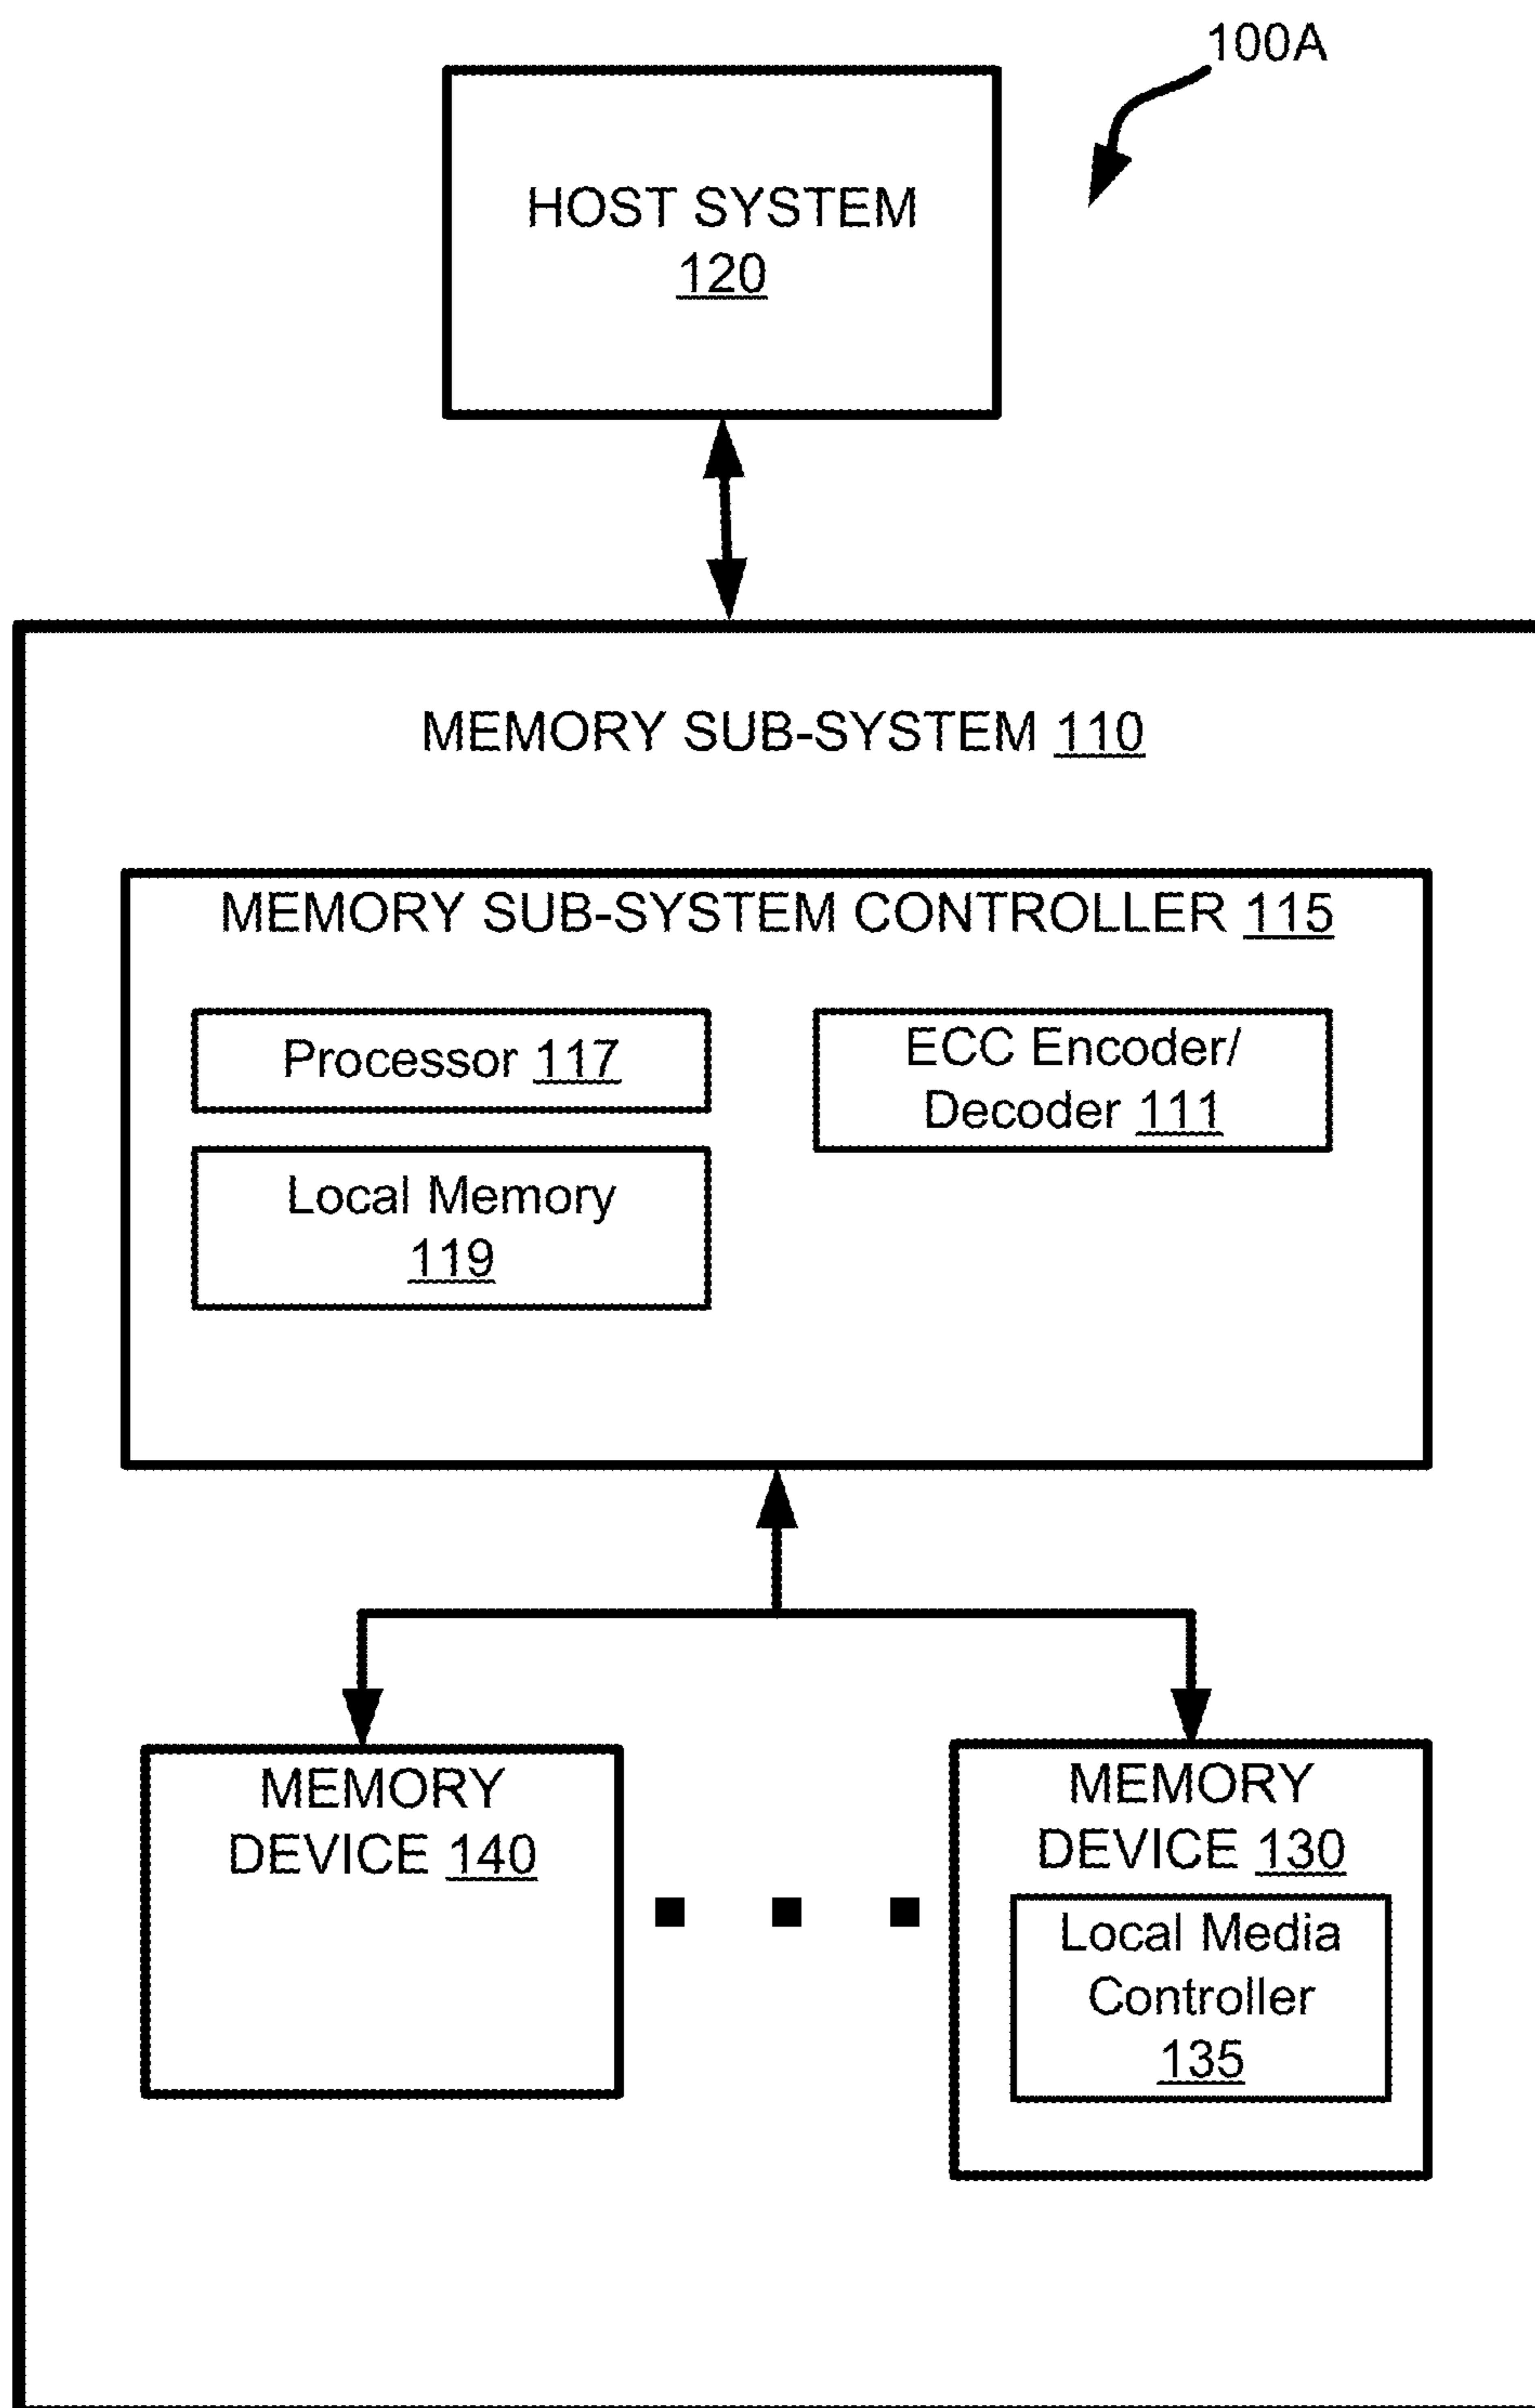 100A
HOST SYSTEM
120
MEMORY SUB-SYSTEM 110
MEMORY SUB-SYSTEM CONTROLLER 115
Processor 117
ECC Encoder/
Decoder 111
Local Memory
119
MEMORY
DEVICE 140
MEMORY
DEVICE 130
Local Media
Controller
135